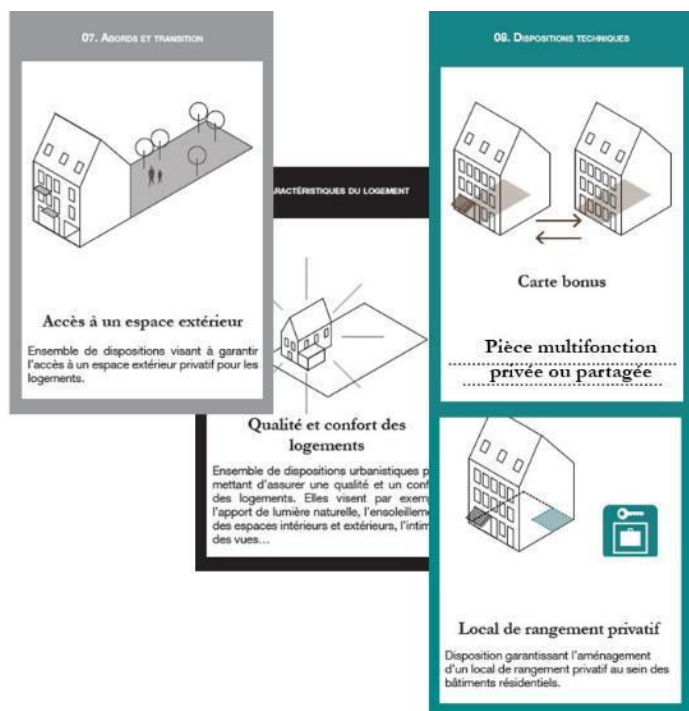 07. Abords et transition
Accès à un espace extérieur
Ensemble de dispositions visant à garantir
l'accès à un espace extérieur privatif pour les
logements.
ARACTÉRISTIQUES DU LOGEMENT
Qualité et confort des
logements
Ensemble de dispositions urbanistiques p
mettant d'assurer une qualité et un conf
des logements. Elles visent par exemp
l'apport de lumière naturelle, l'ensoleilleme
des espaces intérieurs et extérieurs, l'intim
des vues...
08. Dispositions techniques
Carte bonus
Pièce multifonction
privée ou partagée
Local de rangement privatif
Disposition garantissant l'aménagement
d'un local de rangement privatif au sein des
bâtiments résidentiels.